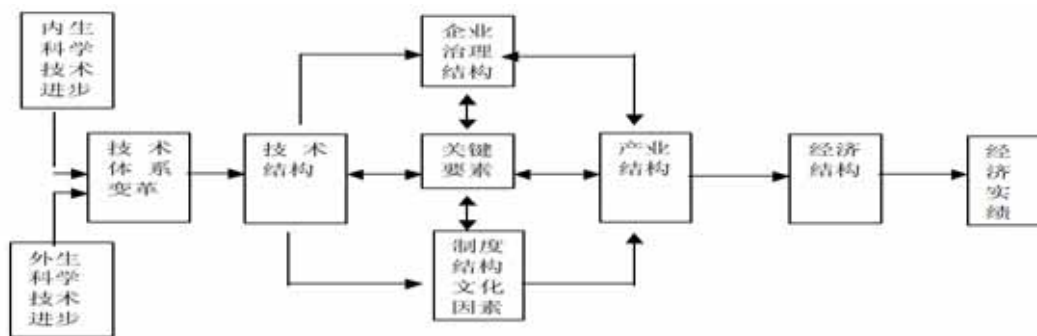 内生
科学
技术
进步
外生
科学
技术
进步
技术
体系
变革
技术
结构
企业
治理
结构
关键
要素
制度
结构
文化
因素
产业
结构
经济
结构
经
济
实
绩